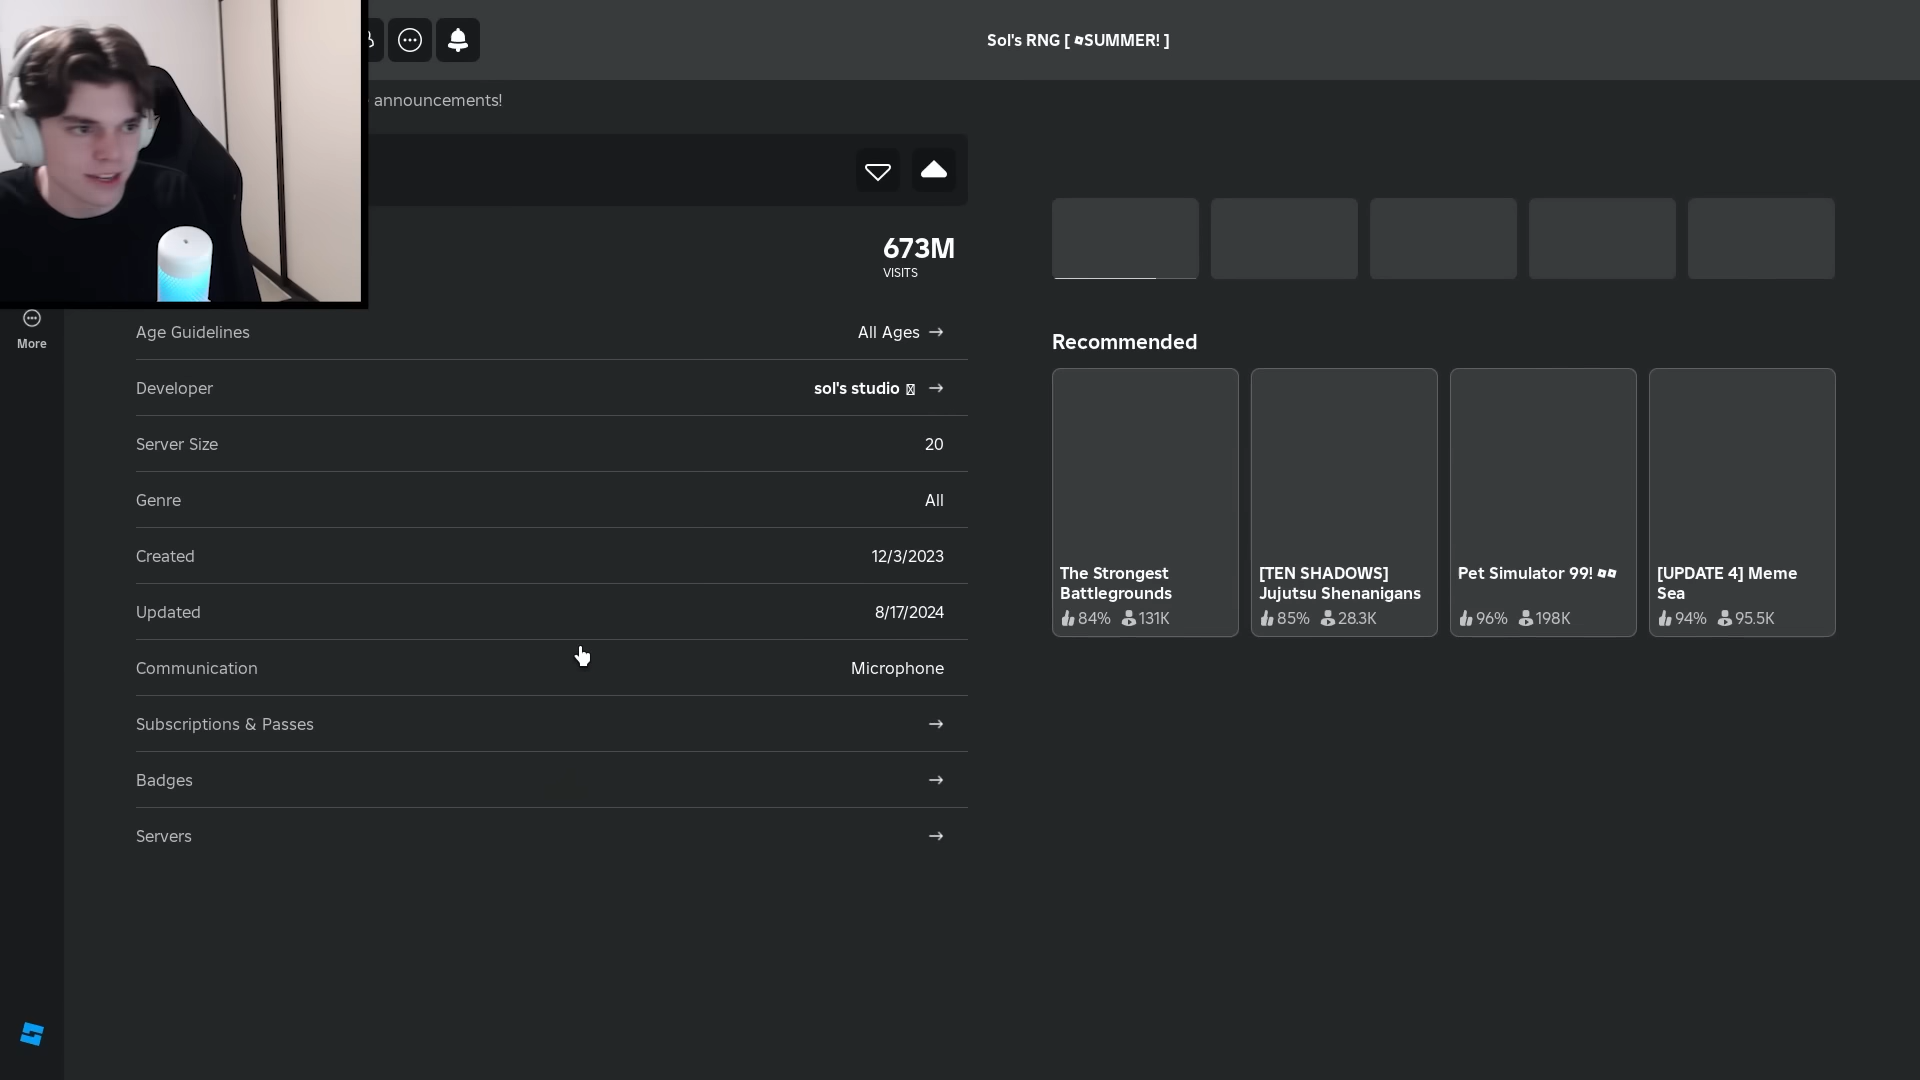 Sol's RNG [ SUMMER! ]
announcements!
673M
VISITS
More
Age Guidelines
All Ages →
Developer
sol's studio →
Server Size
20
Genre
All
Created
12/3/2023
Updated
8/17/2024
Communication
Microphone
Subscriptions & Passes →
Badges →
Servers →
Recommended
The Strongest
Battlegrounds
84% 131K
[TEN SHADOWS]
Jujutsu Shenanigans
85% 28.3K
Pet Simulator 99!
96% 198K
[UPDATE 4] Meme
Sea
94% 95.5K